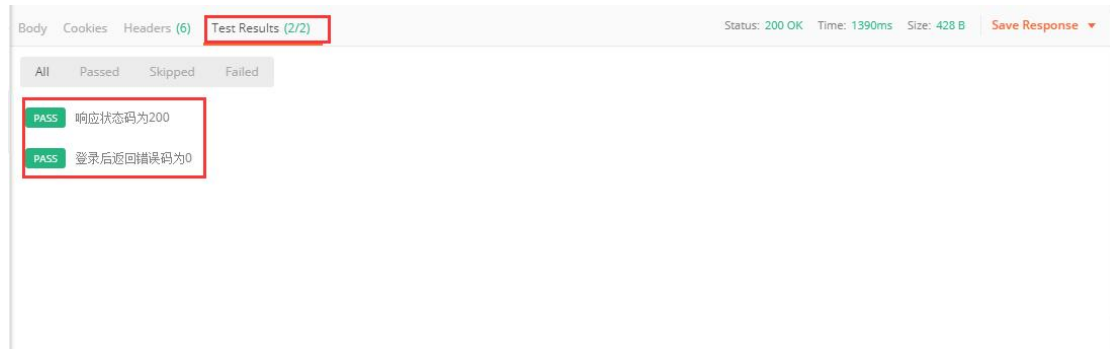 Body Cookies Headers (6) Test Results (2/2) Status: 200 OK Time: 1390ms Size: 428 B Save Response
All Passed Skipped Failed
PASS 响应状态码为200
PASS 登录后返回错误码为0